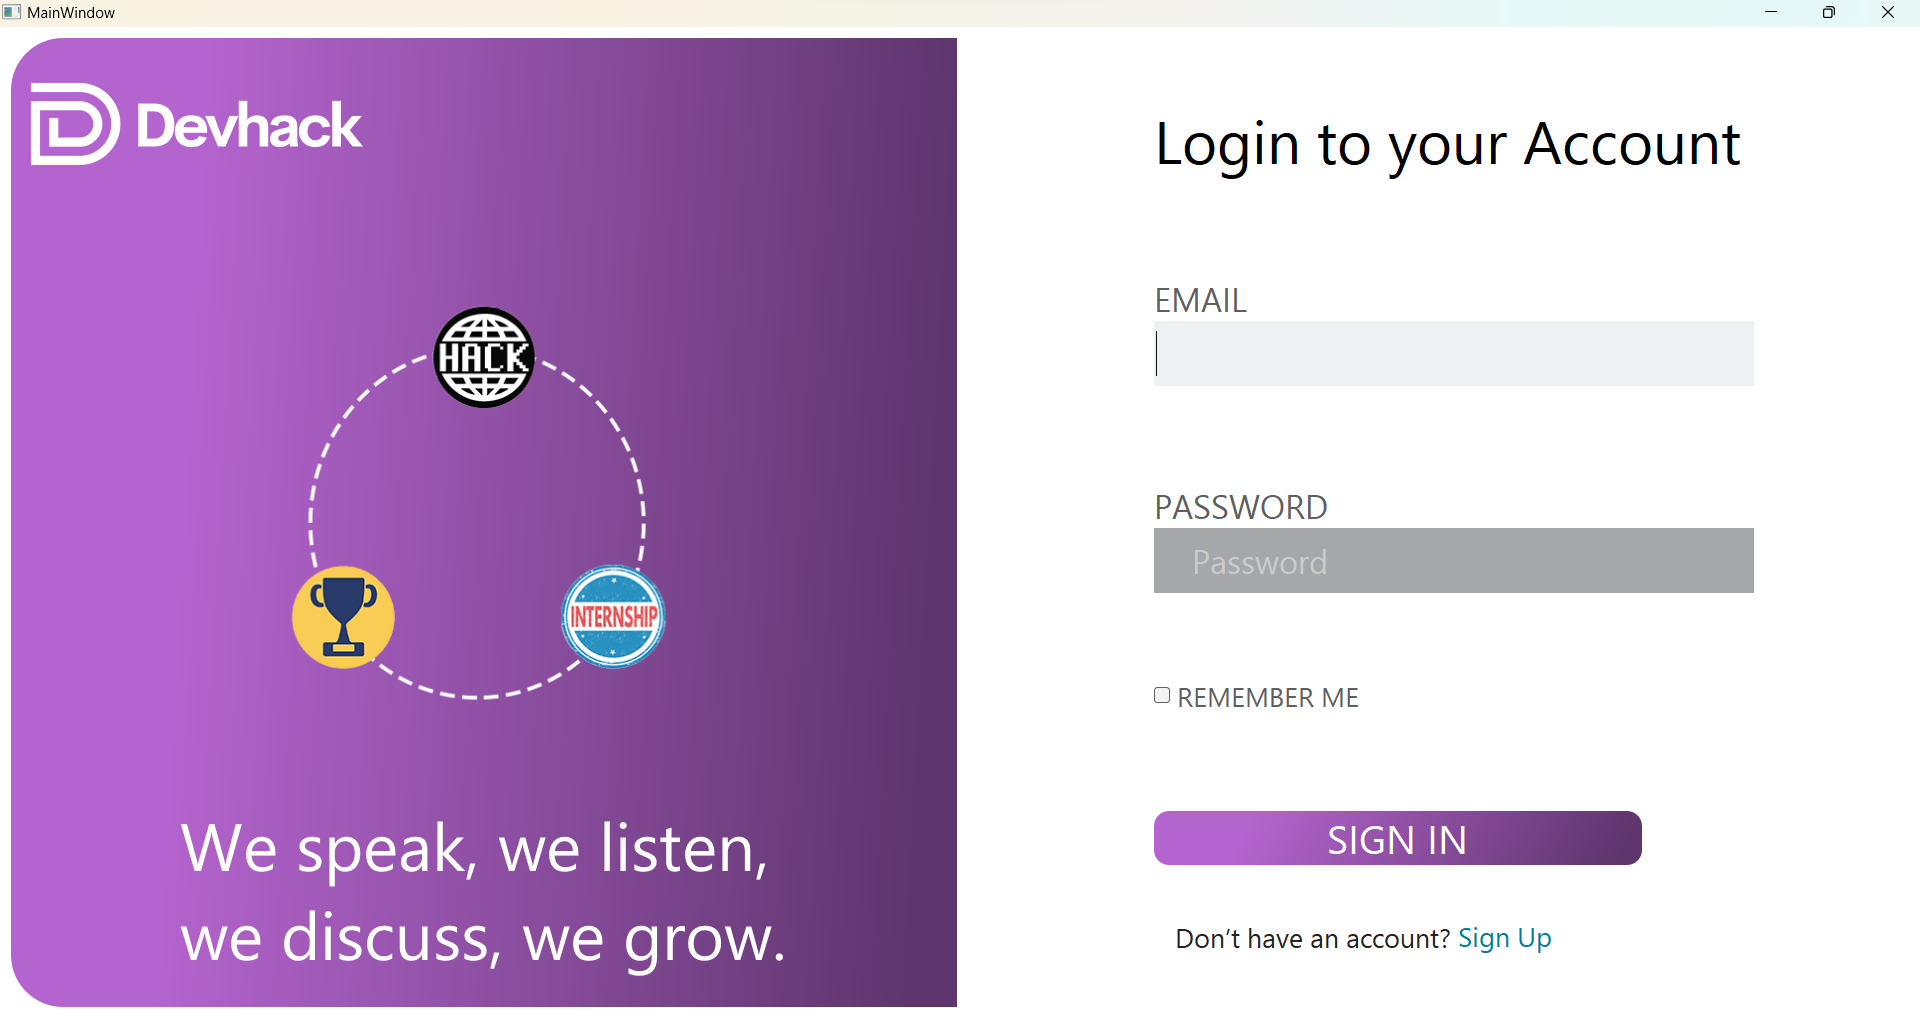 MainWindow
Devhack
HACK
INTERNSHIP
We speak, we listen,
we discuss, we grow.
Login to your Account
EMAIL
PASSWORD
Password
REMEMBER ME
SIGN IN
Don't have an account? Sign Up